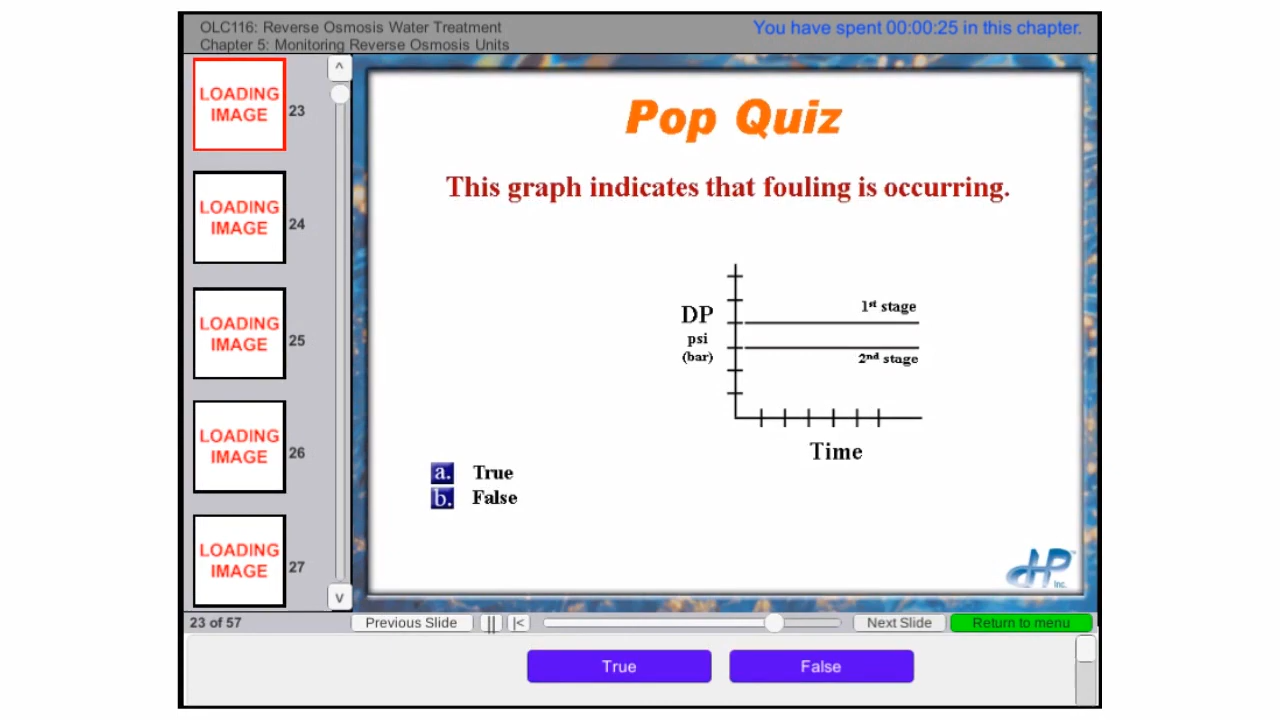 OLC116: Reverse Osmosis Water Treatment
Chapter 5: Monitoring Reverse Osmosis Units
You have spent 00:00:25 in this chapter.
LOADING IMAGE
23
LOADING IMAGE
24
LOADING IMAGE
25
LOADING IMAGE
26
LOADING IMAGE
27
Pop Quiz
This graph indicates that fouling is occurring.
DP
psi
(bar)
1st stage
2nd stage
Time
a. True
b. False
HP
Inc.
23 of 57
Previous Slide
Next Slide
Return to menu
True
False